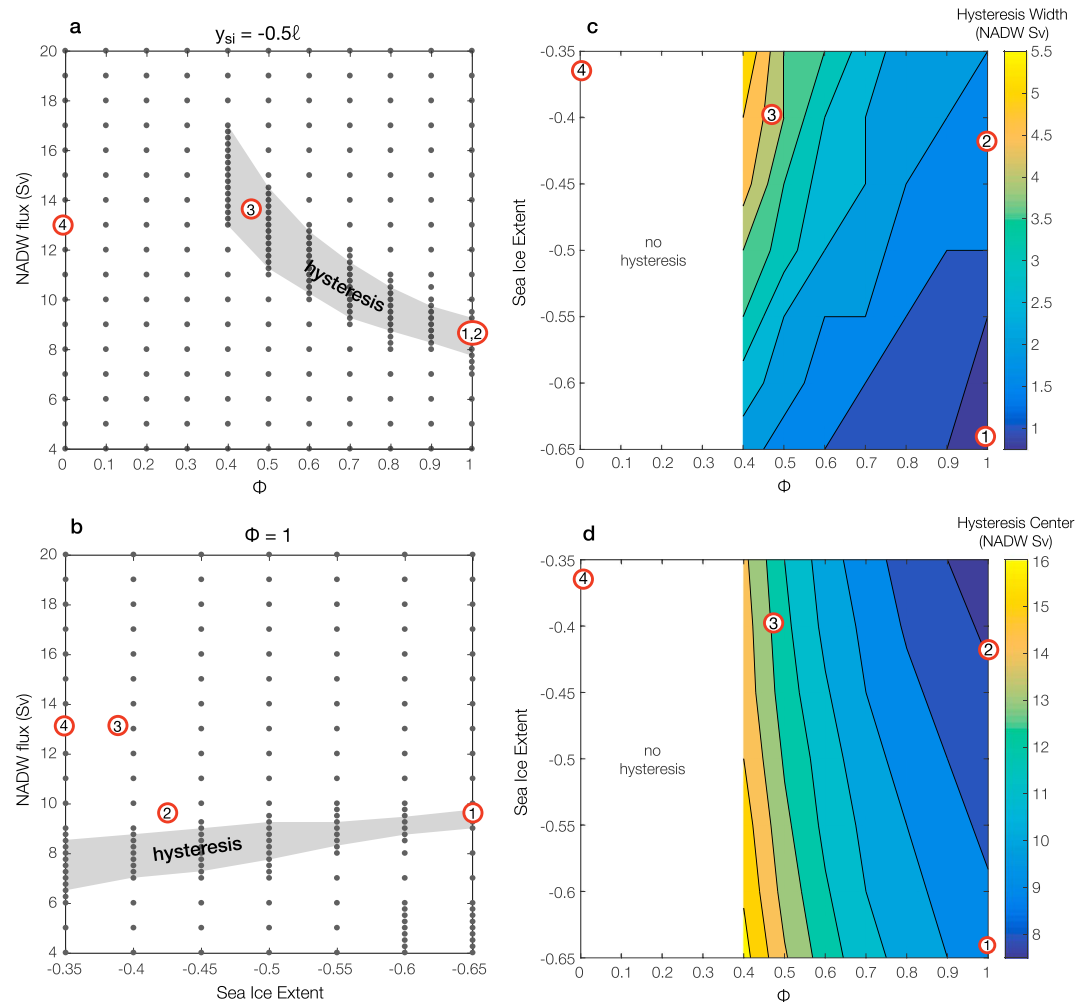 a
y_si = -0.5ℓ
20
18
16
14
12
10
8
6
4
NADW flux (Sv)
4
3
hysteresis
1,2
0 0.1 0.2 0.3 0.4 0.5 0.6 0.7 0.8 0.9 1
Φ
c
Hysteresis Width
(NADW Sv)
-0.35
-0.4
-0.45
-0.5
-0.55
-0.6
-0.65
Sea Ice Extent
4
3
2
no
hysteresis
1
0 0.1 0.2 0.3 0.4 0.5 0.6 0.7 0.8 0.9 1
Φ
5.5
5
4.5
4
3.5
3
2.5
2
1.5
1
b
Φ = 1
20
18
16
14
12
10
8
6
4
NADW flux (Sv)
4
3
2
1
hysteresis
-0.35 -0.4 -0.45 -0.5 -0.55 -0.6 -0.65
Sea Ice Extent
d
Hysteresis Center
(NADW Sv)
-0.35
-0.4
-0.45
-0.5
-0.55
-0.6
-0.65
Sea Ice Extent
4
3
2
no
hysteresis
1
0 0.1 0.2 0.3 0.4 0.5 0.6 0.7 0.8 0.9 1
Φ
16
15
14
13
12
11
10
9
8